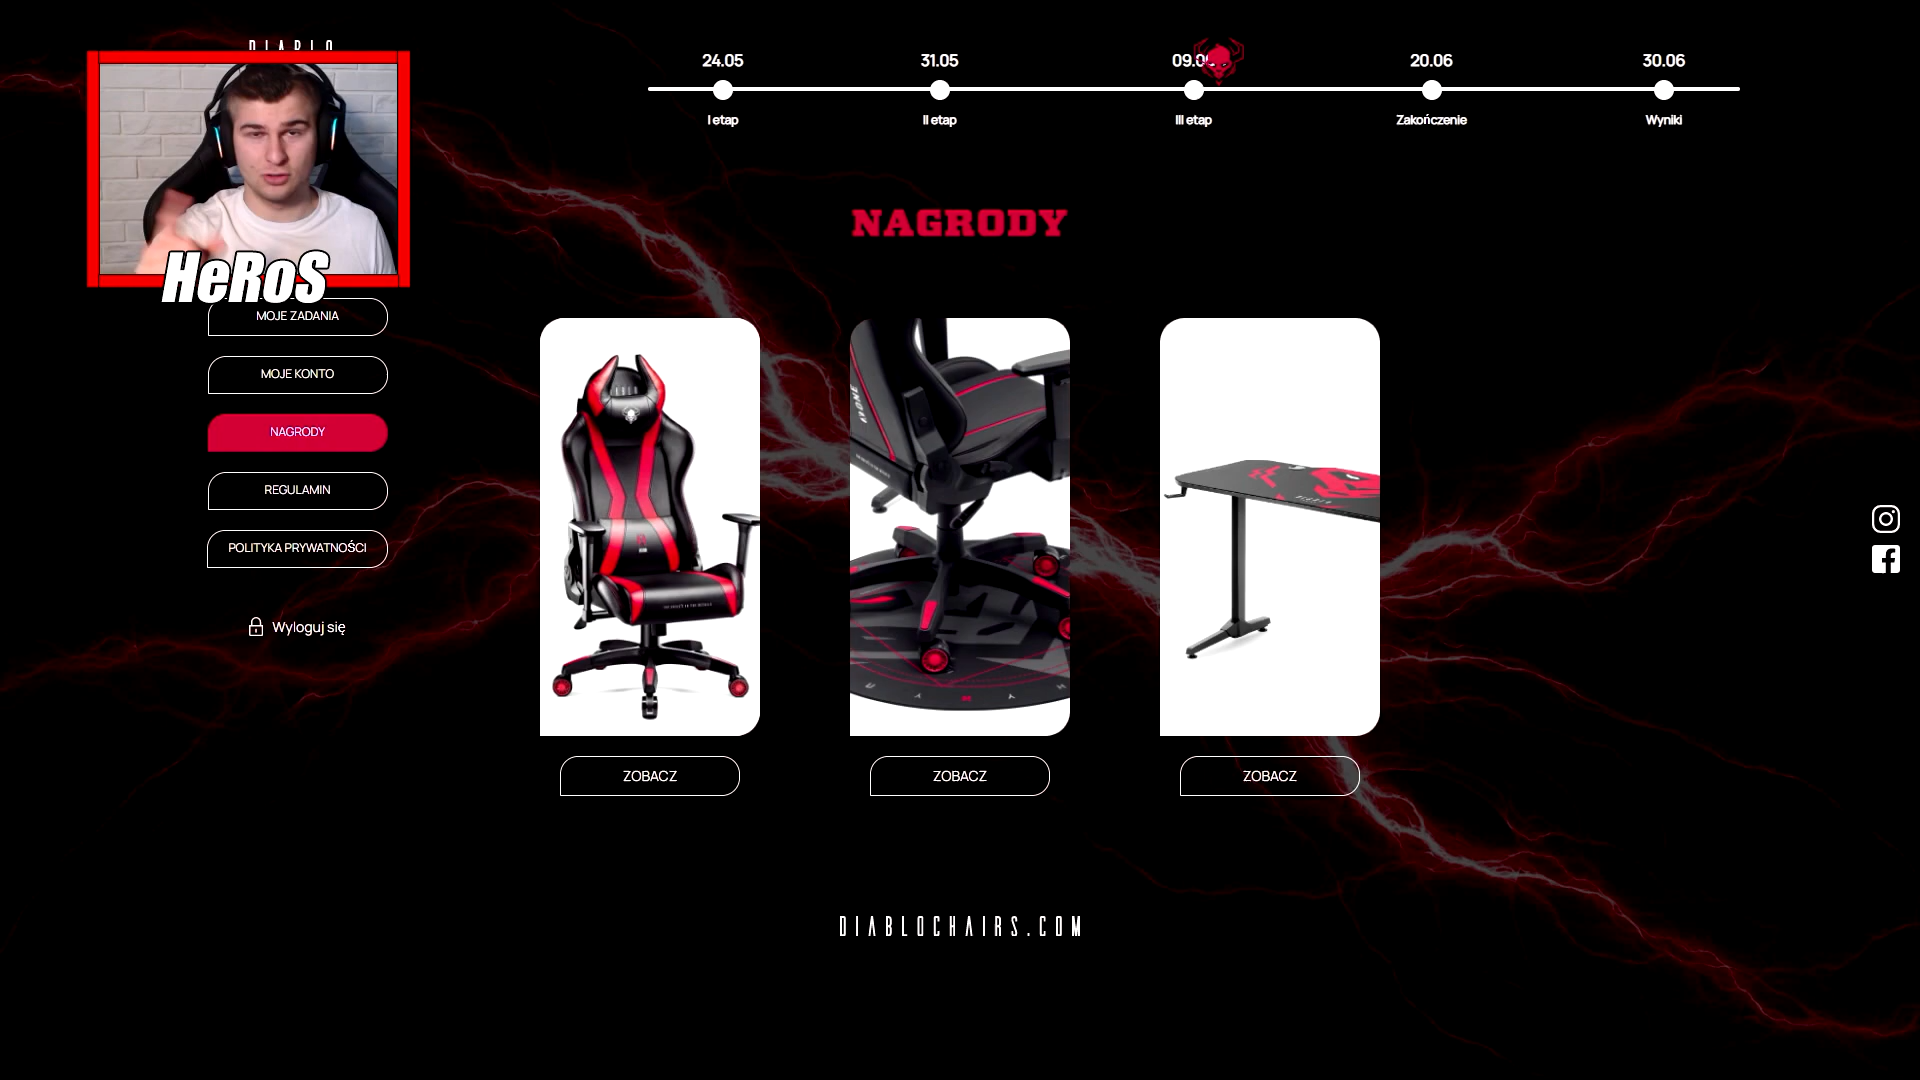 DIABLO
24.05
31.05
20.06
30.06
I etap
II etap
III etap
Zakończenie
Wyniki
NAGRODY
HeRoS
MOJE ZADANIA
MOJE KONTO
NAGRODY
REGULAMIN
POLITYKA PRYWATNOŚCI
Wyloguj się
ZOBACZ
ZOBACZ
ZOBACZ
DIABLOCHAIRS.COM